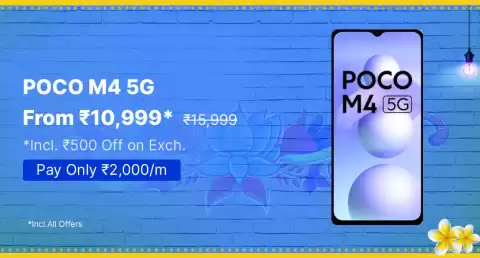 POCO M4 5G
From ₹10,999* ₹15,999
*Incl. ₹500 Off on Exch.
Pay Only ₹2,000/m
*Incl.All Offers
POCO
M4 5G